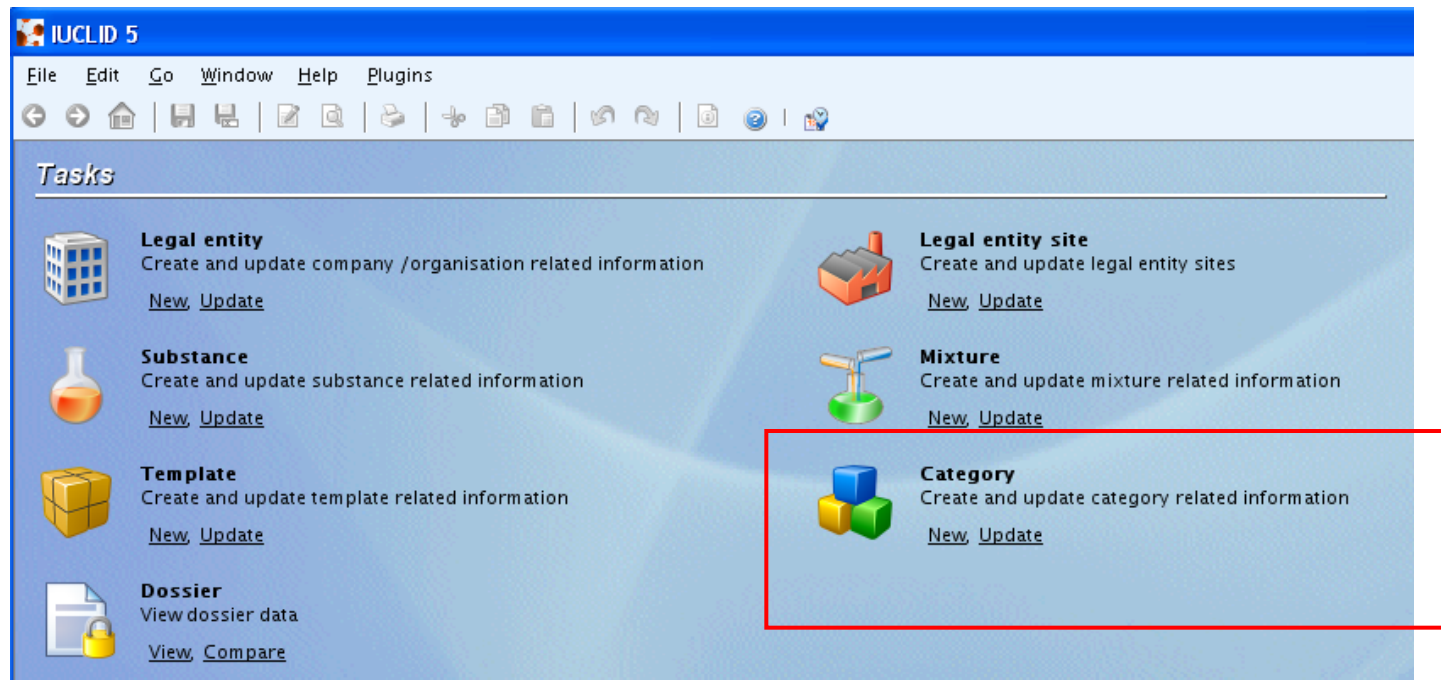 IUCLID 5
File Edit Go Window Help Plugins
Tasks
Legal entity
Create and update company /organisation related information
New, Update
Legal entity site
Create and update legal entity sites
New, Update
Substance
Create and update substance related information
New, Update
Mixture
Create and update mixture related information
New, Update
Template
Create and update template related information
New, Update
Category
Create and update category related information
New, Update
Dossier
View dossier data
View, Compare